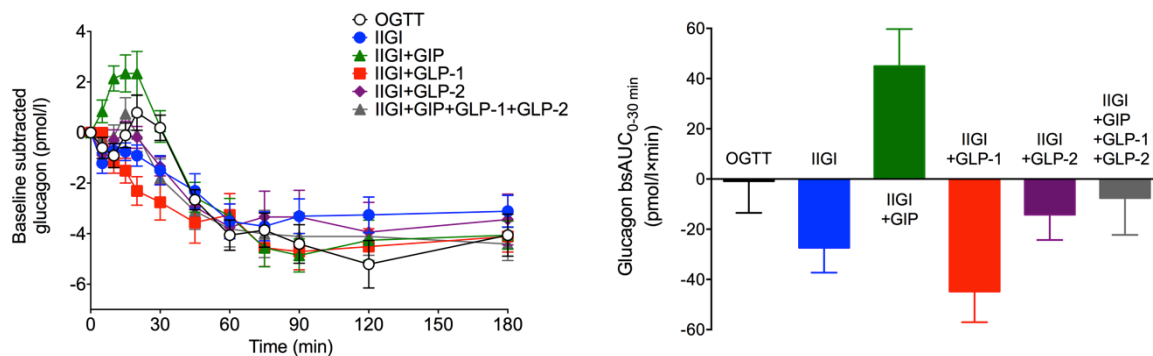 Baseline subtracted
glucagon (pmol/l)
4
2
0
-2
-4
-6
0
30
60
90
120
150
180
Time (min)
OGTT
IIGI
IIGI+GIP
IIGI+GLP-1
IIGI+GLP-2
IIGI+GIP+GLP-1+GLP-2
Glucagon bsAUC0-30 min
(pmol/l×min)
60
40
20
0
-20
-40
-60
OGTT
IIGI
IIGI
+GIP
IIGI
+GLP-1
IIGI
+GLP-2
IIGI
+GIP
+GLP-1
+GLP-2